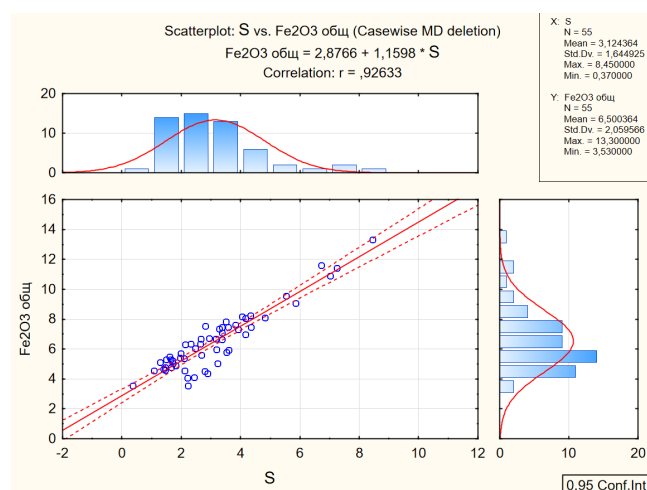 Scatterplot: S vs. Fe2O3 общ (Casewise MD deletion)
Fe2O3 общ = 2,8766 + 1,1598 * S
Correlation: r = ,92633
X: S
N = 55
Mean = 3,124364
Std.Dv. = 1,644925
Max. = 8,450000
Min. = 0,370000
Y: Fe2O3 общ
N = 55
Mean = 6,500364
Std.Dv. = 2,059566
Max. = 13,300000
Min. = 3,530000
20
10
0
16
14
12
10
8
6
4
2
0
Fe2O3 общ
-2 0 2 4 6 8 10 12
S
0 10 20
0.95 Conf.Int